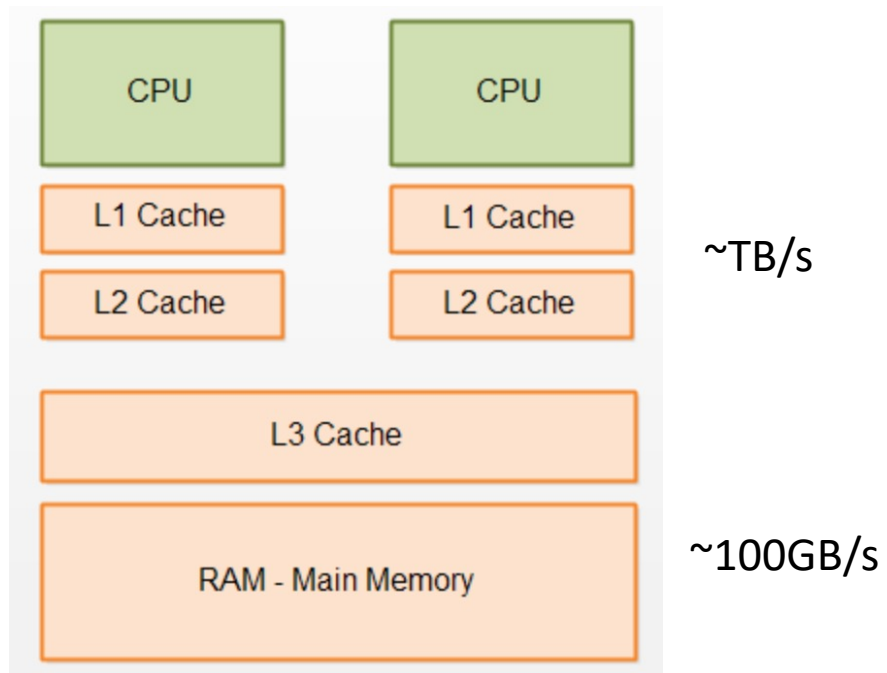 CPU
CPU
L1 Cache
L1 Cache
~TB/s
L2 Cache
L2 Cache
L3 Cache
RAM - Main Memory
~100GB/s